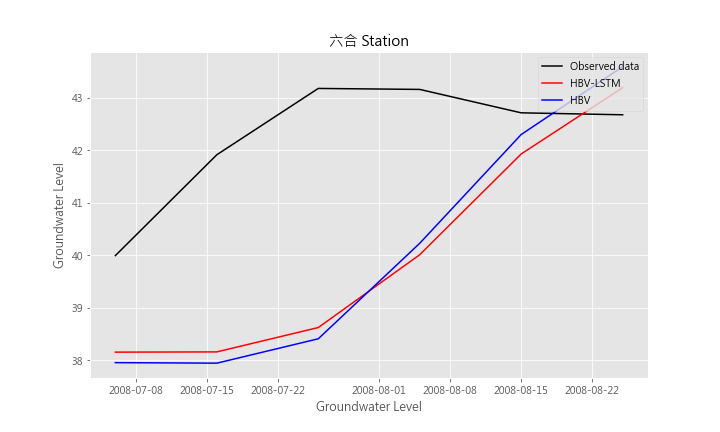 六合 Station
Observed data
HBV-LSTM
HBV
Groundwater Level
43
42
41
40
39
38
2008-07-08
2008-07-15
2008-07-22
2008-08-01
2008-08-08
2008-08-15
2008-08-22
Groundwater Level